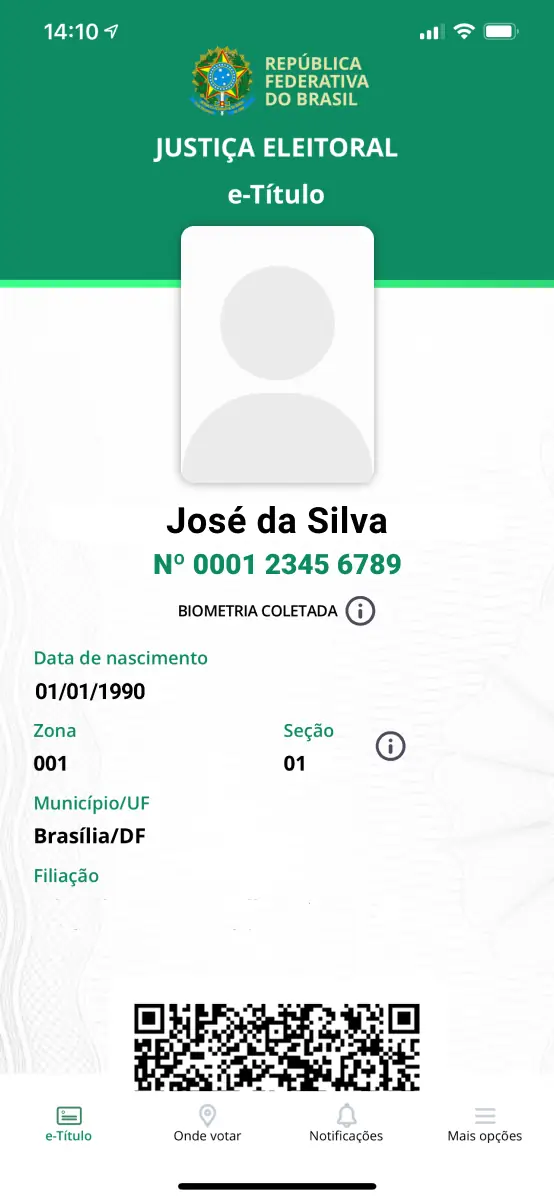 14:10
REPÚBLICA
FEDERATIVA
DO BRASIL
JUSTIÇA ELEITORAL
e-Título
José da Silva
Nº 0001 2345 6789
BIOMETRIA COLETADA
Data de nascimento
01/01/1990
Zona Seção
001 01
Município/UF
Brasília/DF
Filiação
e-Título Onde votar Notificações Mais opções